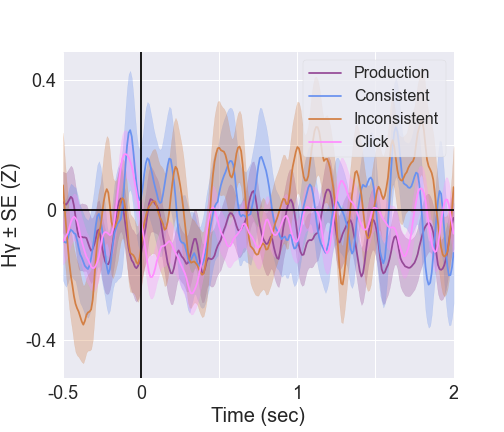 Production
Consistent
Inconsistent
Click
0.4
0
-0.4
Hγ ± SE (Z)
-0.5 0 1 2
Time (sec)